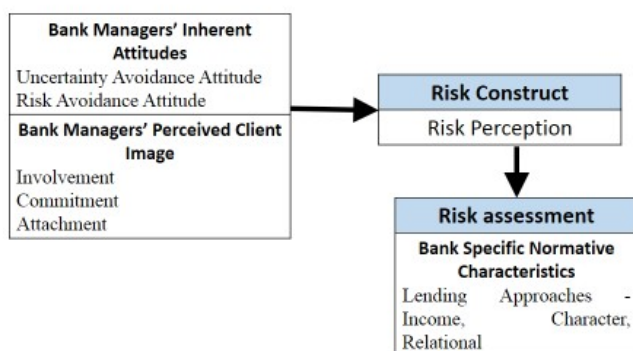 Bank Managers' Inherent
Attitudes
Uncertainty Avoidance Attitude
Risk Avoidance Attitude
Bank Managers' Perceived Client
Image
Involvement
Commitment
Attachment
Risk Construct
Risk Perception
Risk assessment
Bank Specific Normative
Characteristics
Lending Approaches -
Income, Character,
Relational